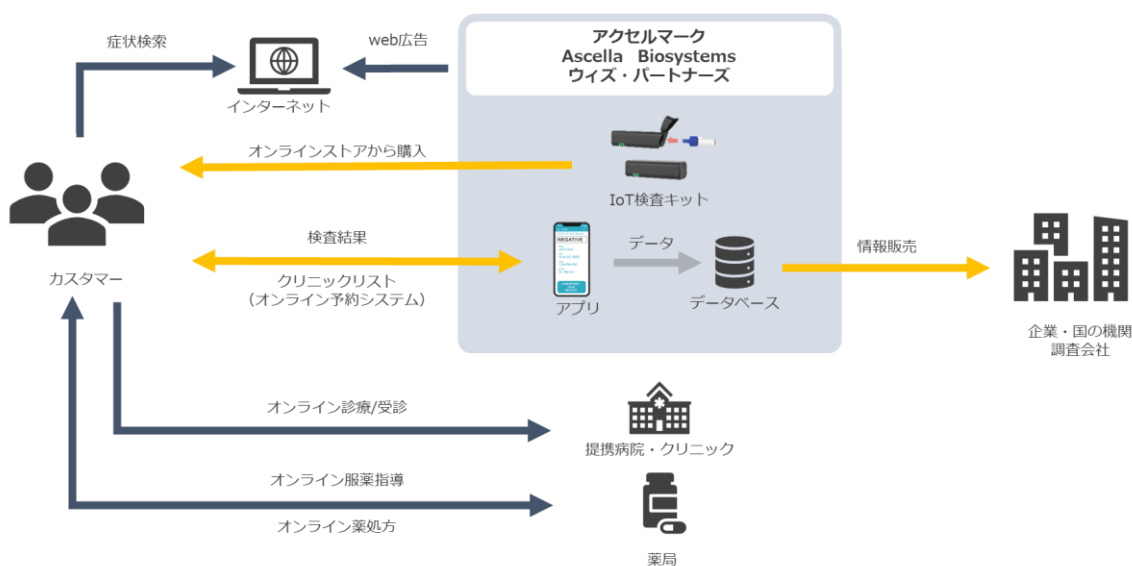 症状検索
web広告
アクセルマーク
Ascella Biosystems
ウィズ・パートナーズ
インターネット
オンラインストアから購入
IoT検査キット
検査結果
NEGATIVE
データ
情報販売
カスタマー
クリニックリスト
（オンライン予約システム）
アプリ
データベース
企業・国の機関
調査会社
オンライン診療/受診
提携病院・クリニック
オンライン服薬指導
オンライン薬処方
薬局